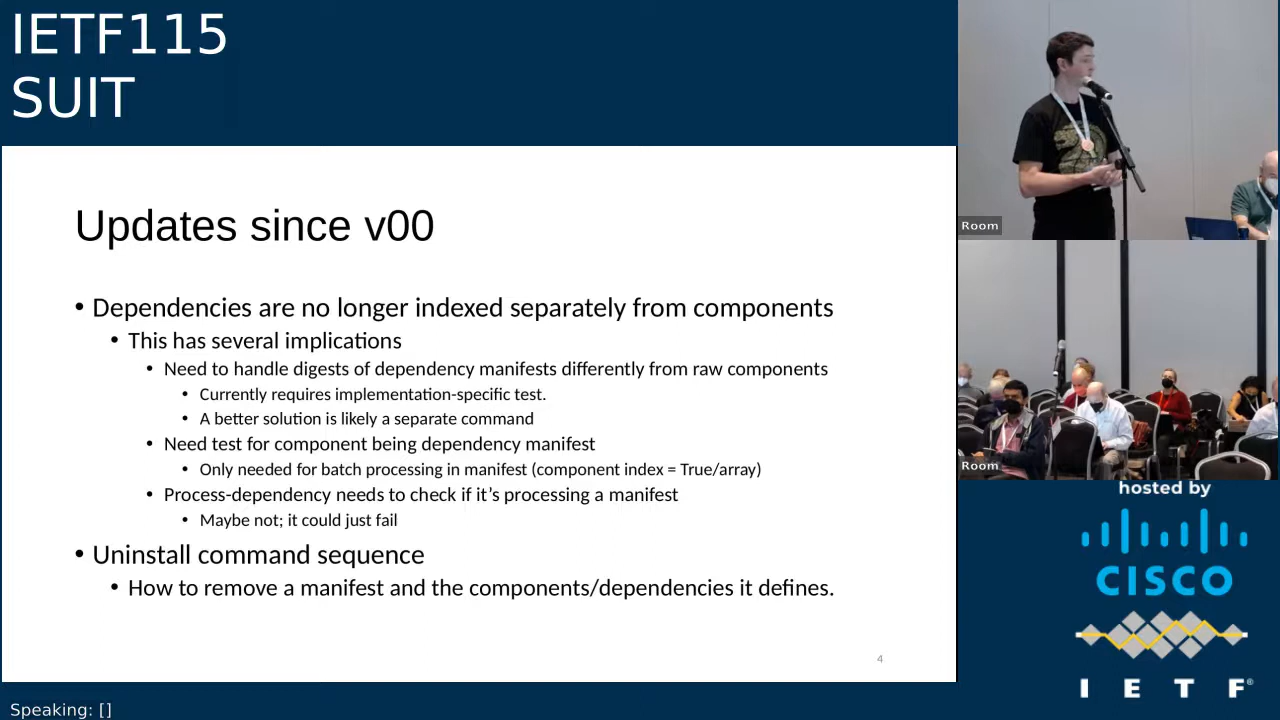 IETF115
SUIT
Updates since v00
• Dependencies are no longer indexed separately from components
• This has several implications
• Need to handle digests of dependency manifests differently from raw components
• Currently requires implementation-specific test.
• A better solution is likely a separate command
• Need test for component being dependency manifest
• Only needed for batch processing in manifest (component index = True/array)
• Process-dependency needs to check if it’s processing a manifest
• Maybe not; it could just fail
• Uninstall command sequence
• How to remove a manifest and the components/dependencies it defines.
4
Speaking: []
Room
Room
hosted by
CISCO
I E T F®